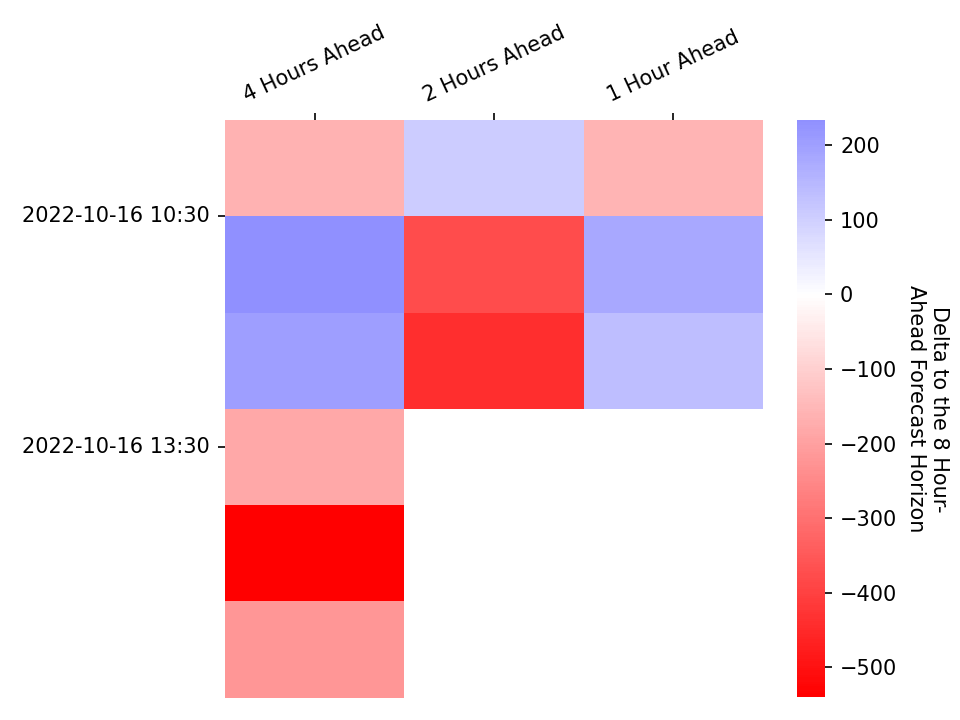 4 Hours Ahead
2 Hours Ahead
1 Hour Ahead
2022-10-16 10:30
2022-10-16 13:30
200
100
0
−100
−200
−300
−400
−500
Delta to the 8 Hour-
Ahead Forecast Horizon